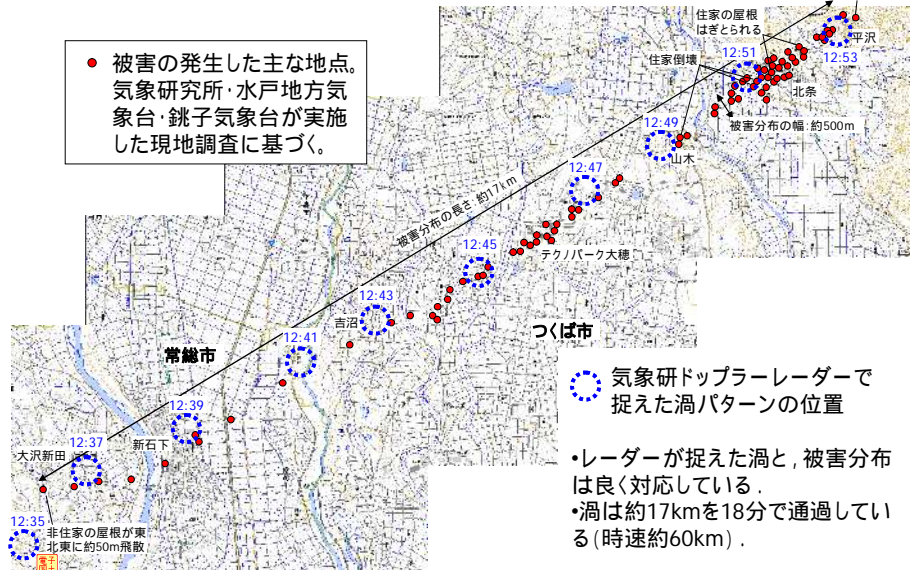 被害の発生した主な地点。
気象研究所・水戸地方気
象台・銚子気象台が実施
した現地調査に基づく。
住家の屋根
はぎとられる
平沢
12:53
12:51
住家倒壊
北条
被害分布の幅：約500m
12:49
山木
12:47
被害分布の長さ：約17km
テクノパーク大穂
12:45
12:43
吉沼
つくば市
常総市
12:41
12:39
新石下
12:37
大沢新田
12:35
非住家の屋根が東
北東に約50m飛散
気象研ドップラーレーダーで
捉えた渦パターンの位置
•レーダーが捉えた渦と，被害分布
は良く対応している．
•渦は約17kmを18分で通過してい
る（時速約60km）．